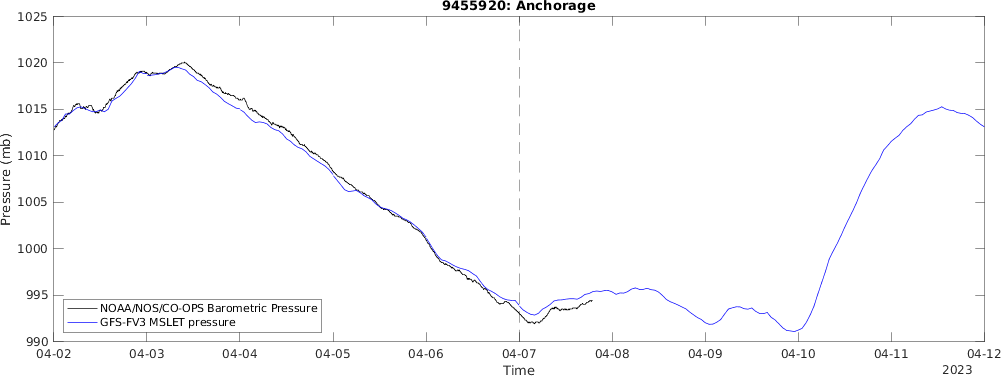 9455920: Anchorage
1025
1020
1015
1010
1005
1000
995
990
Pressure (mb)
NOAA/NOS/CO-OPS Barometric Pressure
GFS-FV3 MSLET pressure
04-02 04-03 04-04 04-05 04-06 04-07 04-08 04-09 04-10 04-11 04-12
Time
2023